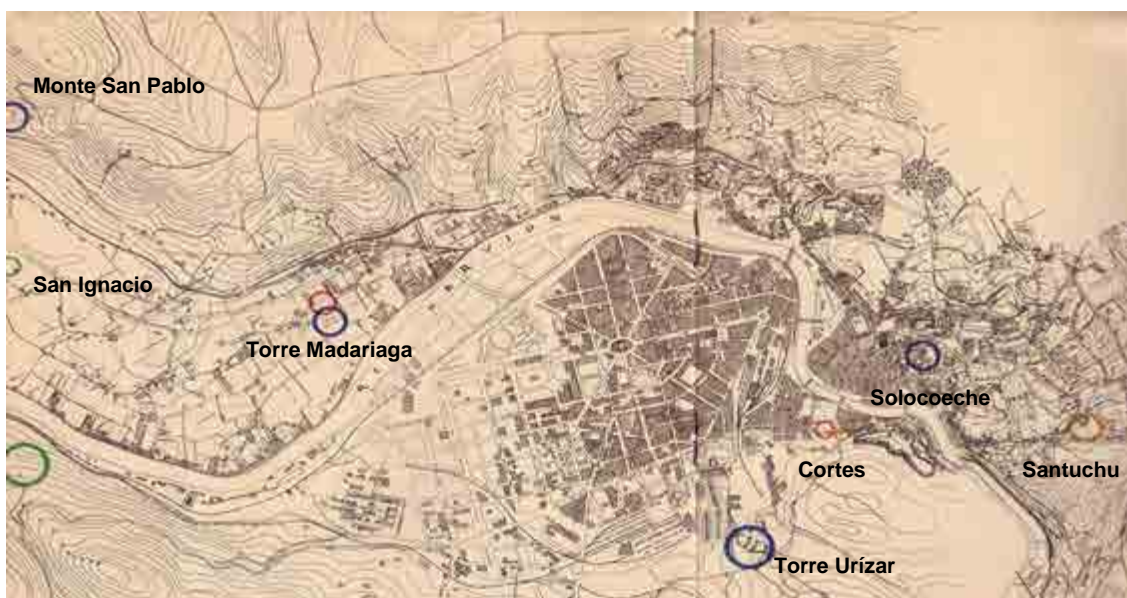 Monte San Pablo
San Ignacio
Torre Madariaga
Solocoeche
Cortes
Santuchu
Torre Urízar